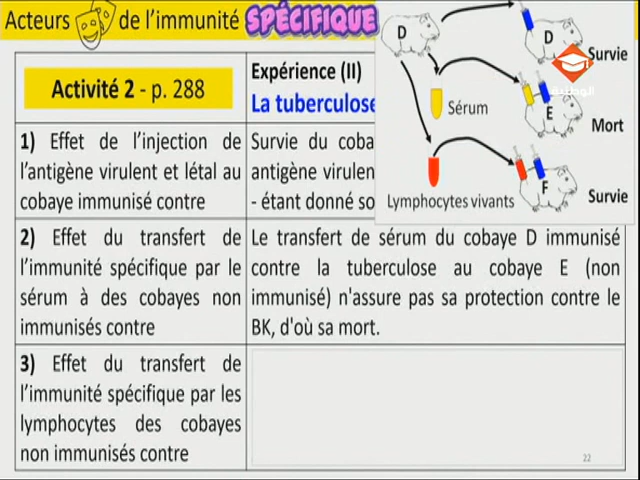 Acteurs de l'immunité SPÉCIFIQUE
Activité 2 - p. 288
Expérience (II)
La tuberculose
D
D
Survie
الوطنية
Sérum
E
Mort
Lymphocytes vivants
F
Survie
1) Effet de l'injection de
l'antigène virulent et létal au
cobaye immunisé contre
Survie du coba
antigène virulen
- étant donné so
2) Effet du transfert de
l'immunité spécifique par le
sérum à des cobayes non
immunisés contre
Le transfert de sérum du cobaye D immunisé
contre la tuberculose au cobaye E (non
immunisé) n'assure pas sa protection contre le
BK, d'où sa mort.
3) Effet du transfert de
l'immunité spécifique par les
lymphocytes des cobayes
non immunisés contre
22